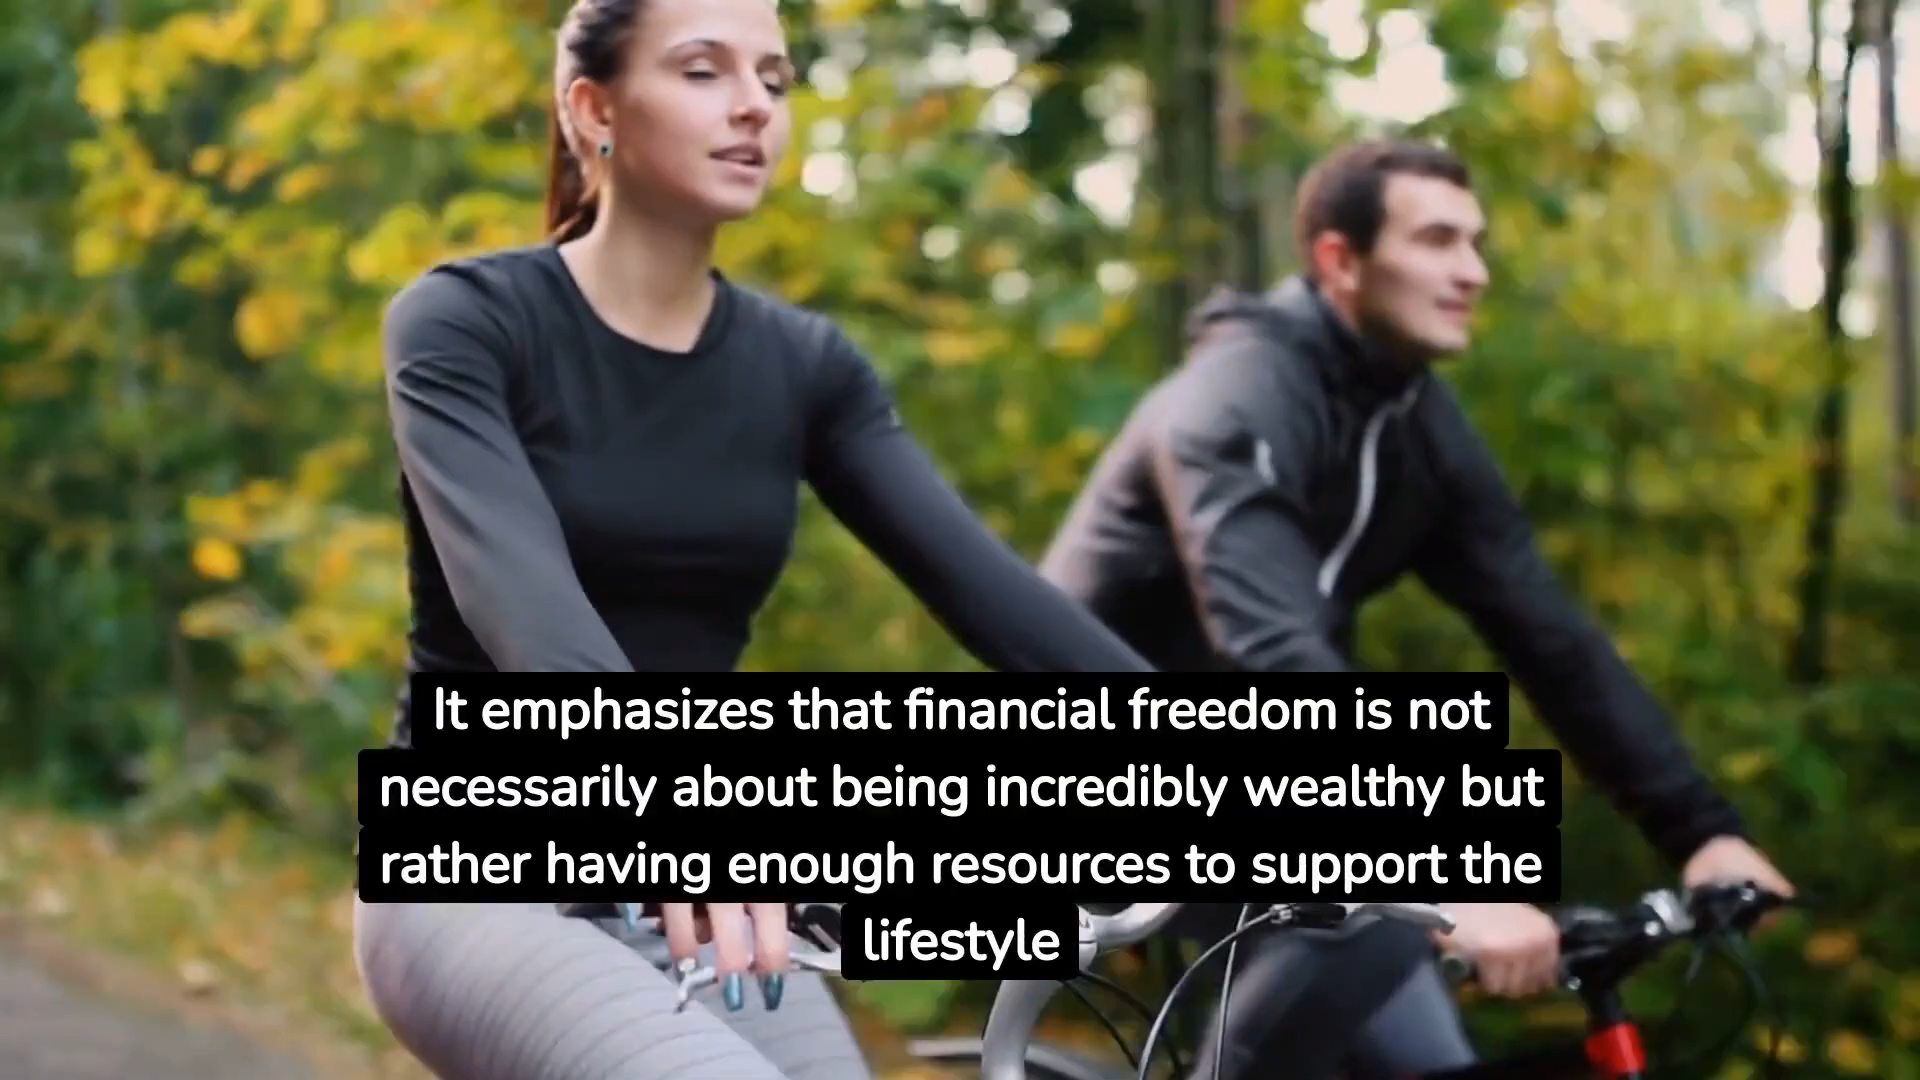 It emphasizes that financial freedom is not
necessarily about being incredibly wealthy but
rather having enough resources to support the
lifestyle